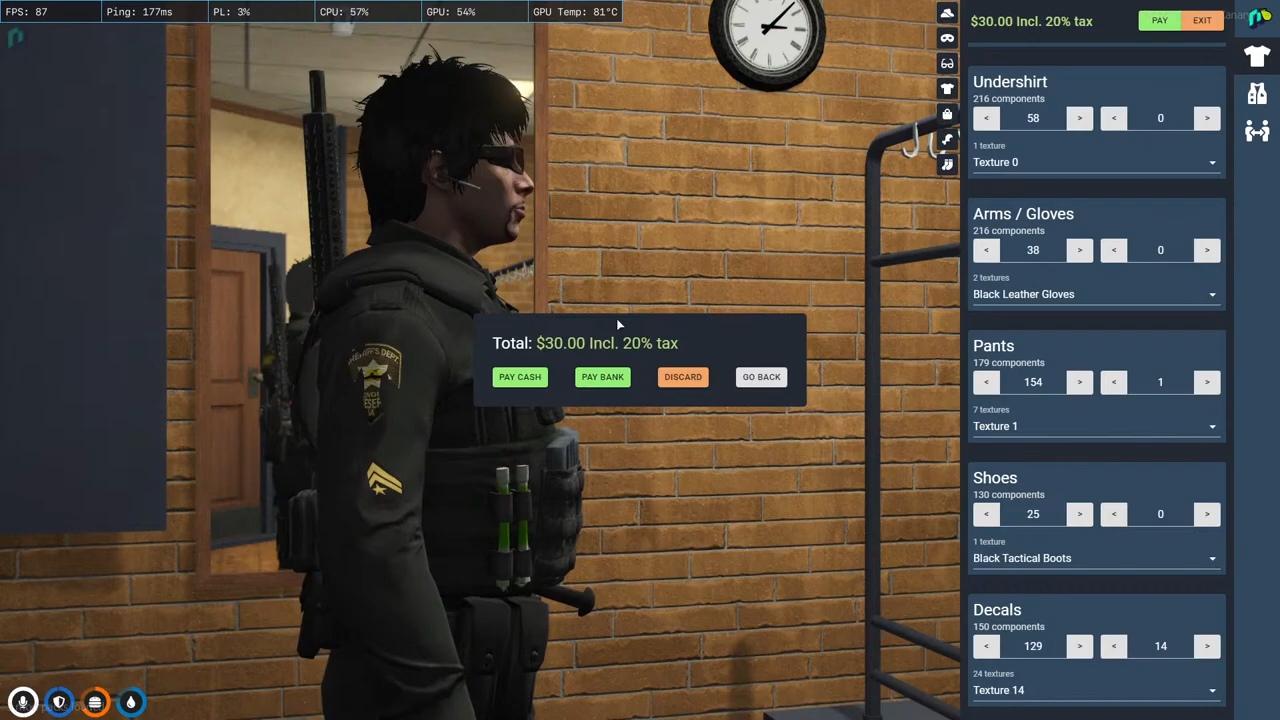 FPS: 87
Ping: 177ms
PL: 3%
CPU: 57%
GPU: 54%
GPU Temp: 81°C
$30.00 Incl. 20% tax
PAY
EXIT
Undershirt
216 components
<
58
>
<
0
>
1 texture
Texture 0
Arms / Gloves
216 components
<
38
>
<
0
>
2 textures
Black Leather Gloves
Pants
179 components
<
154
>
<
1
>
7 textures
Texture 1
Shoes
130 components
<
25
>
<
0
>
1 texture
Black Tactical Boots
Decals
150 components
<
129
>
<
14
>
24 textures
Texture 14
Total: $30.00 Incl. 20% tax
PAY CASH
PAY BANK
DISCARD
GO BACK